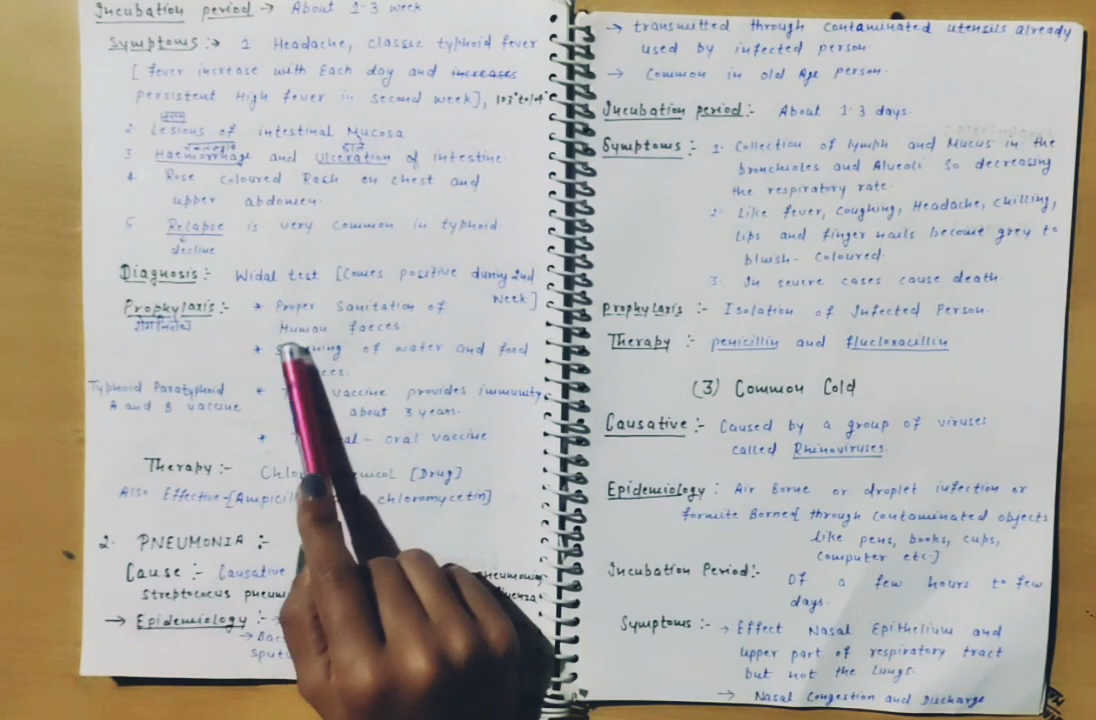 Incubation period → About 1-3 week
Symptoms :→ 1 Headache, classic typhoid fever
[ fever increase with Each day and increases
persistent High fever in second week],
2. Lesions of intestinal Mucosa
3 Haemorrhage and Ulceration of intestine
4 Rose coloured Rash on chest and
upper abdomen.
5 Relapse is very common in typhoid
decline
Diagnosis :- Widal test [comes positive during 2nd
week]
Prophylaxis :- * Proper Sanitation of
Human faeces.
* of water and food
* vaccine provides immunity
Typhoid Paratyphoid
A and B vaccine
about 3 years.
* oral vaccine
Therapy :- [Drug]
Also Effective-[ chloromycetin]
2. PNEUMONIA :-
Cause :- Causative
→ Epidemiology :-
→ transmitted through contaminated utensils already
used by infected person.
→ Common in old Age person.
Incubation period :- About 1-3 days.
Symptoms :- 1. Collection of lymph and Mucus in the
bronchioles and Alveoli so decreasing
the respiratory rate.
2. Like fever, coughing, Headache, chilling,
lips and finger nails become grey to
bluish- coloured.
3. In severe cases cause death.
Prophylaxis :- Isolation of Infected Person.
Therapy :- penicillin and flucloxacillin
(3) Common Cold
Causative :- Caused by a group of viruses
called Rhinoviruses.
Epidemiology : Air Borne or droplet infection or
formite Borne[ through contaminated objects
like pens, books, cups,
computer etc-]
Incubation Period:- Of a few hours to few
days.
Symptoms :- → Effect Nasal Epithelium and
upper part of respiratory tract
but not the Lungs.
→ Nasal Congestion and Discharge